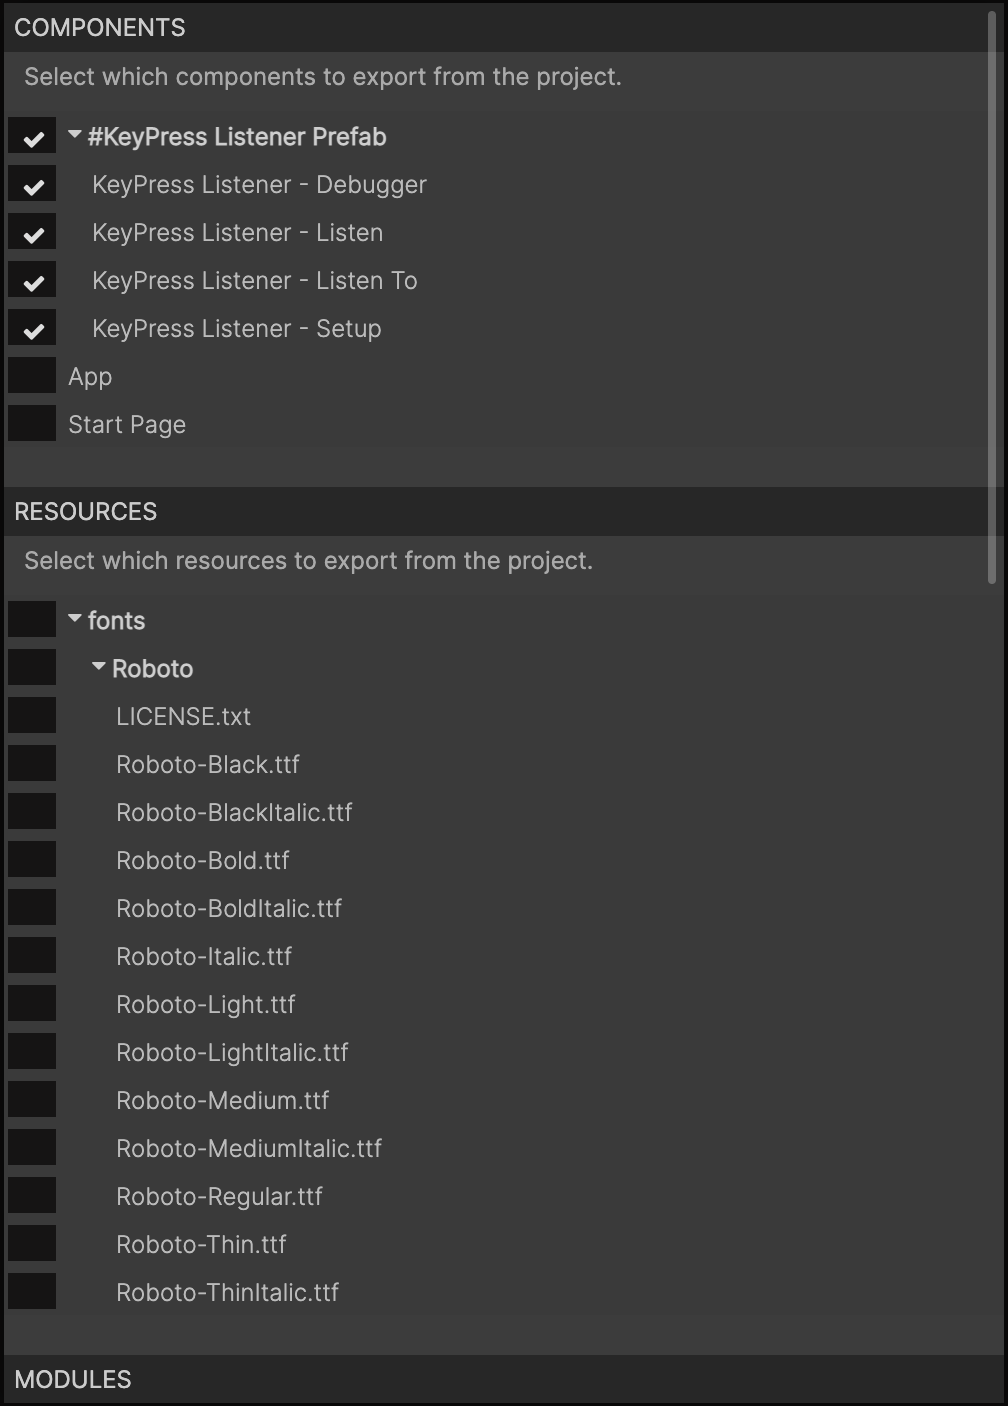 COMPONENTS
Select which components to export from the project.
#KeyPress Listener Prefab
KeyPress Listener - Debugger
KeyPress Listener - Listen
KeyPress Listener - Listen To
KeyPress Listener - Setup
App
Start Page
RESOURCES
Select which resources to export from the project.
fonts
Roboto
LICENSE.txt
Roboto-Black.ttf
Roboto-BlackItalic.ttf
Roboto-Bold.ttf
Roboto-BoldItalic.ttf
Roboto-Italic.ttf
Roboto-Light.ttf
Roboto-LightItalic.ttf
Roboto-Medium.ttf
Roboto-MediumItalic.ttf
Roboto-Regular.ttf
Roboto-Thin.ttf
Roboto-ThinItalic.ttf
MODULES